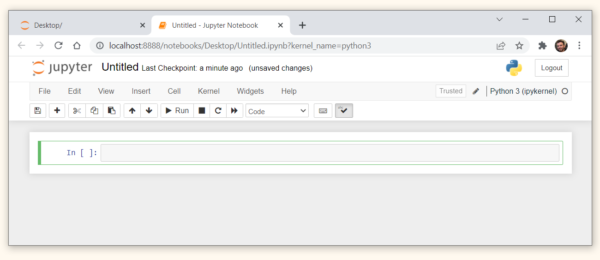 Desktop/
Untitled - Jupyter Notebook
localhost:8888/notebooks/Desktop/Untitled.ipynb?kernel_name=python3
jupyter Untitled Last Checkpoint: a minute ago (unsaved changes) Logout
File Edit View Insert Cell Kernel Widgets Help Trusted Python 3 (ipykernel)
Run Code
In [ ]: